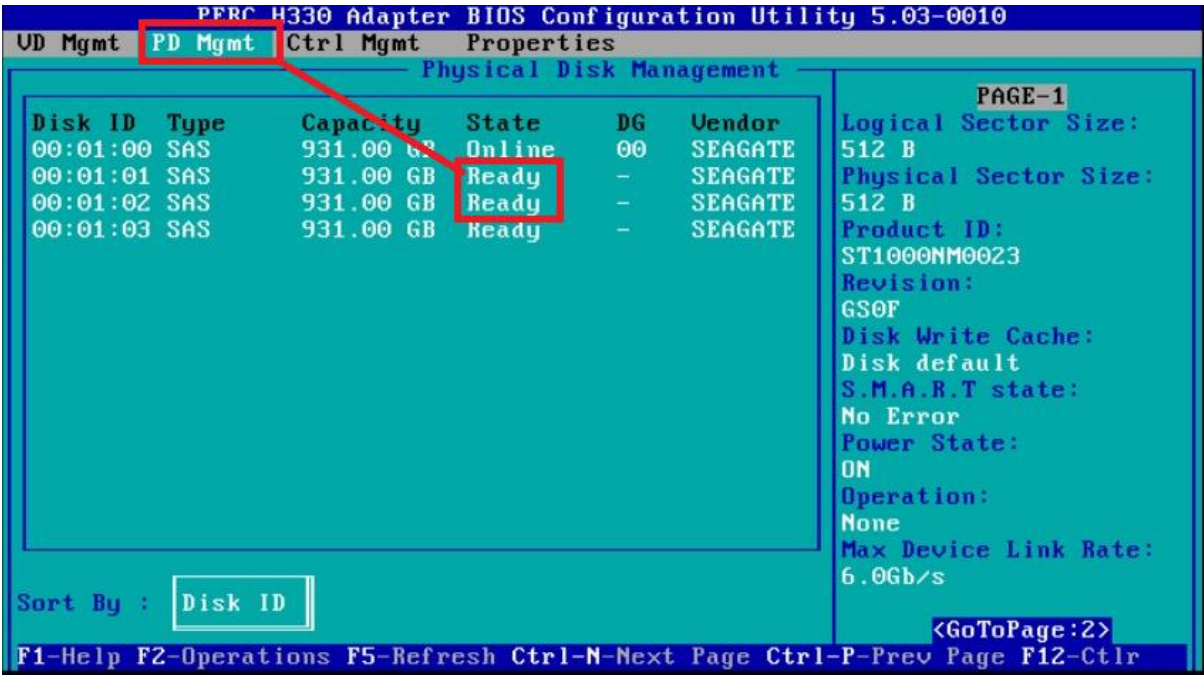 PERC H330 Adapter BIOS Configuration Utility 5.03-0010
VD Mgmt PD Mgmt Ctrl Mgmt Properties
Physical Disk Management
Disk ID Type Capacity State DG Vendor
00:01:00 SAS 931.00 GB Online 00 SEAGATE
00:01:01 SAS 931.00 GB Ready - SEAGATE
00:01:02 SAS 931.00 GB Ready - SEAGATE
00:01:03 SAS 931.00 GB Ready - SEAGATE
Sort By : Disk ID
PAGE-1
Logical Sector Size:
512 B
Physical Sector Size:
512 B
Product ID:
ST1000NM0023
Revision:
GS0F
Disk Write Cache:
Disk default
S.M.A.R.T state:
No Error
Power State:
ON
Operation:
None
Max Device Link Rate:
6.0Gb/s
<GoToPage:2>
F1-Help F2-Operations F5-Refresh Ctrl-N-Next Page Ctrl-P-Prev Page F12-Ctlr